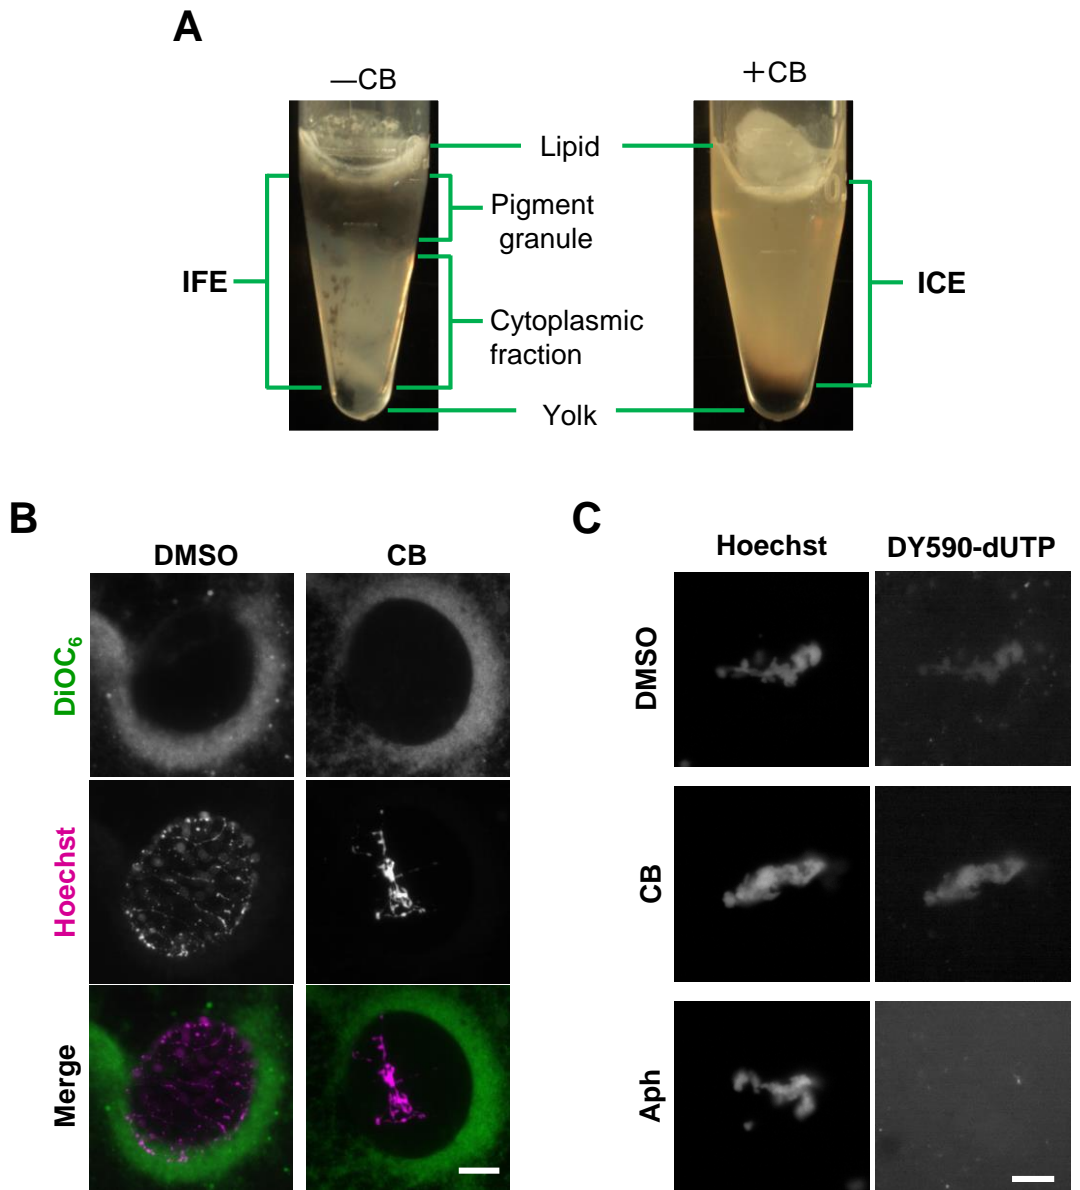 A
—CB
＋CB
Lipid
Pigment
granule
IFE
ICE
Cytoplasmic
fraction
Yolk
B
DMSO
CB
DiOC₆
Hoechst
Merge
C
Hoechst
DY590-dUTP
DMSO
CB
Aph